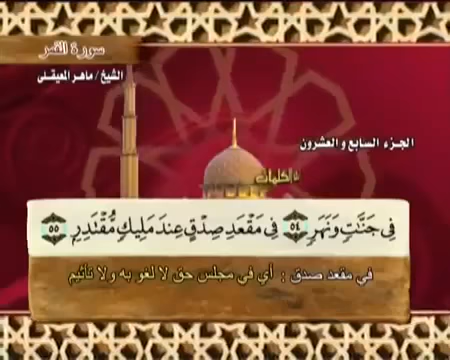 سورة القمر
الشيخ / ماهر المعيقلي
الجزء السابع والعشرون
الكلمات
فِي جَنَّاتٍ وَنَهَرٍ ٥٤ فِي مَقْعَدِ صِدْقٍ عِندَ مَلِيكٍ مُّقْتَدِرٍ ٥٥
في مقعد صدق : أي في مجلس حق لا لغو به ولا تأثيم